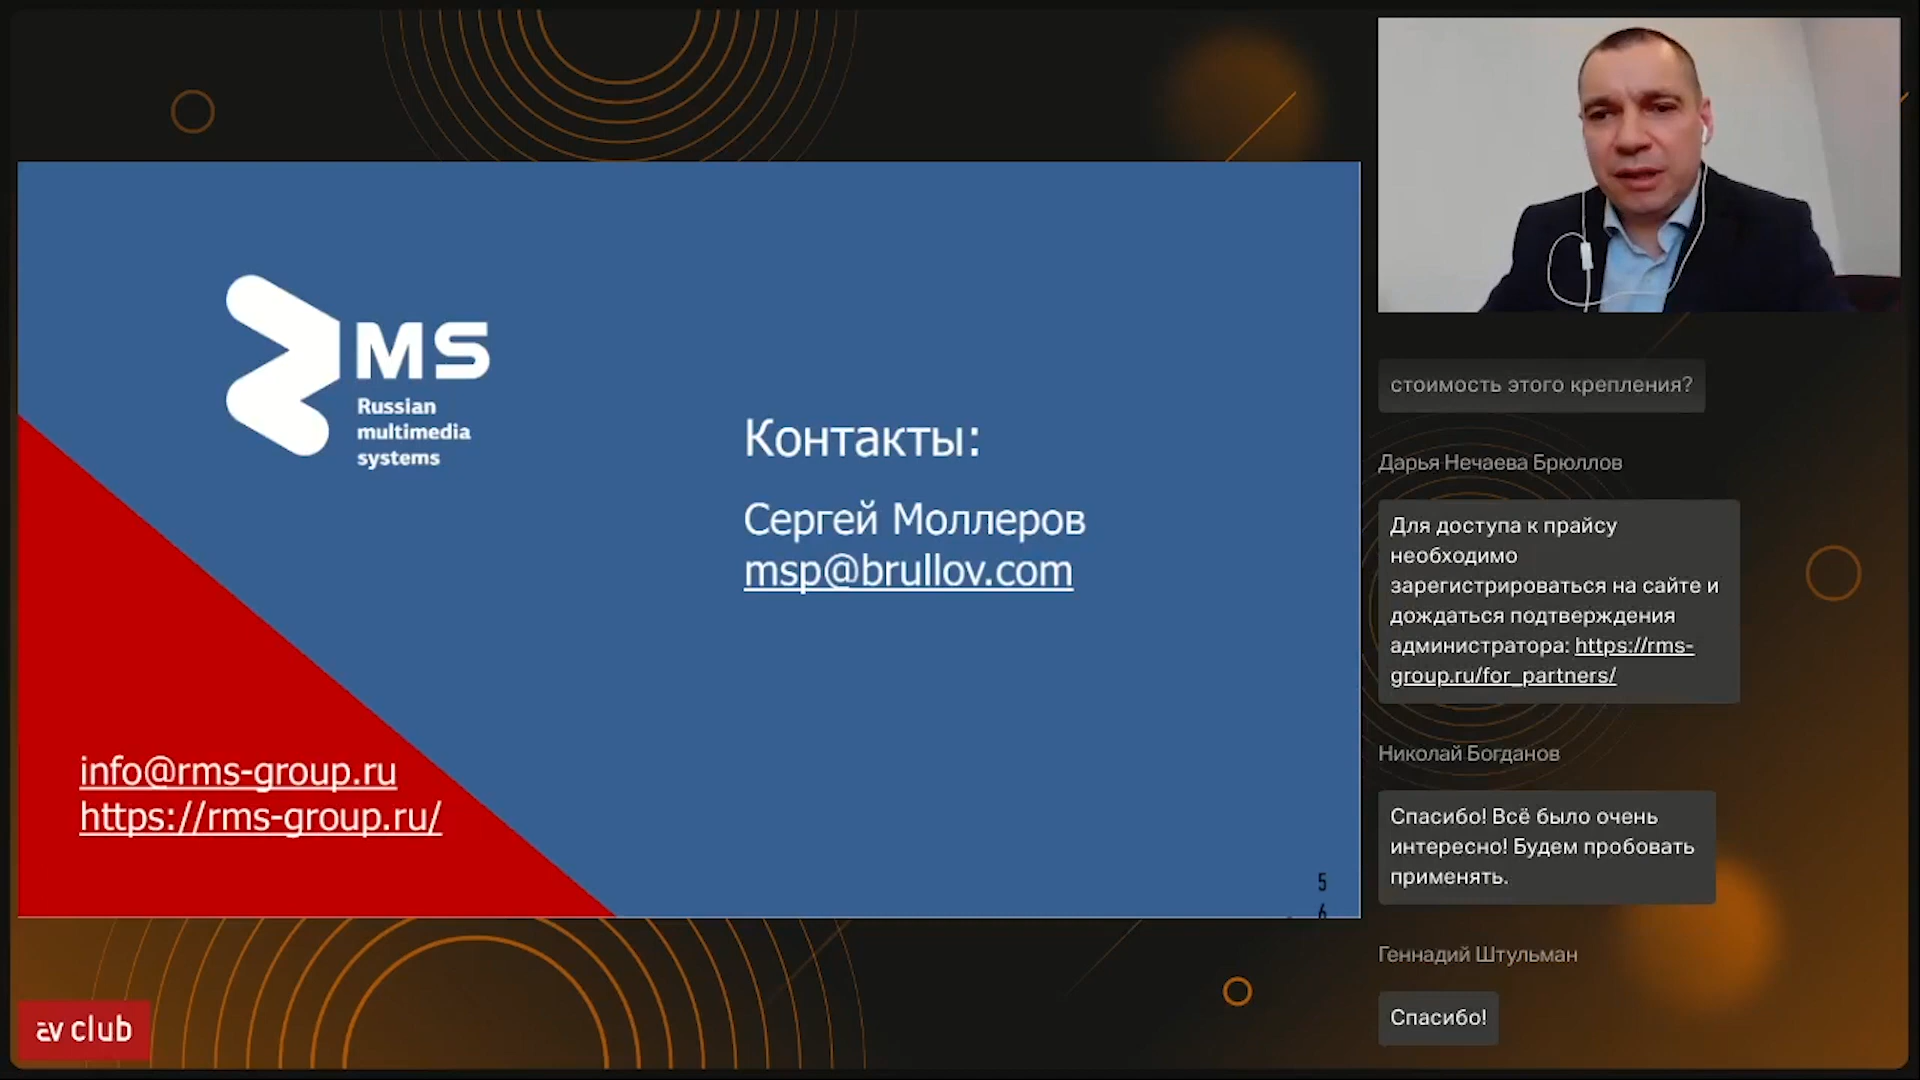 MS
Russian
multimedia
systems
Контакты:
Сергей Моллеров
msp@brullov.com
info@rms-group.ru
https://rms-group.ru/
5
6
av club
стоимость этого крепления?
Дарья Нечаева Брюллов
Для доступа к прайсу
необходимо
зарегистрироваться на сайте и
дождаться подтверждения
администратора: https://rms-
group.ru/for_partners/
Николай Богданов
Спасибо! Всё было очень
интересно! Будем пробовать
применять.
Геннадий Штульман
Спасибо!